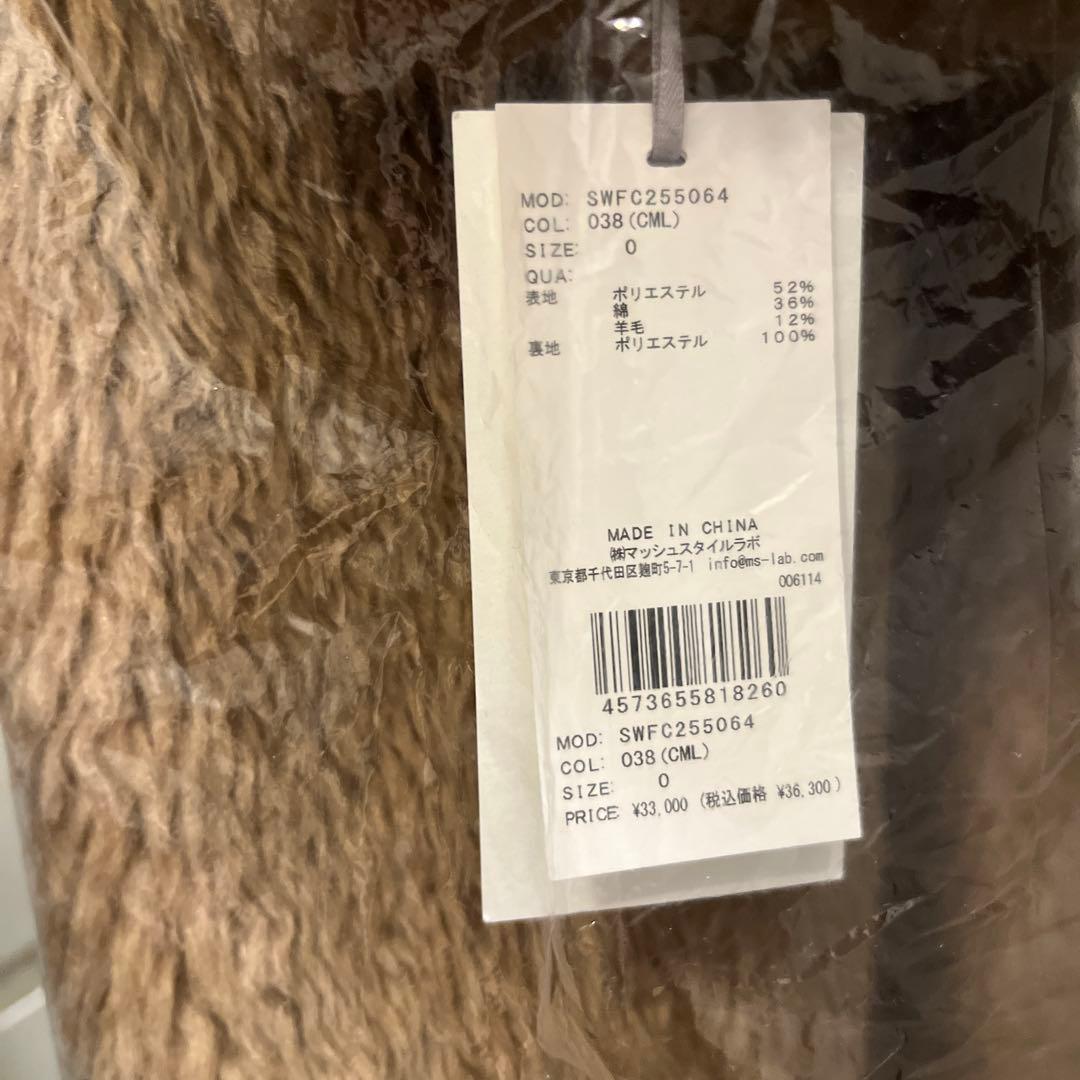 MOD: SWFC255064
COL: 038(CML)
SIZE: 0
QUA:
表地 ポリエステル 52%
綿 36%
羊毛 12%
裏地 ポリエステル 100%
MADE IN CHINA
㈱マッシュスタイルラボ
東京都千代田区麹町5-7-1 info@ms-lab.com
006114
4573655818260
MOD: SWFC255064
COL: 038(CML)
SIZE: 0
PRICE: ¥33,000 (税込価格 ¥36,300)